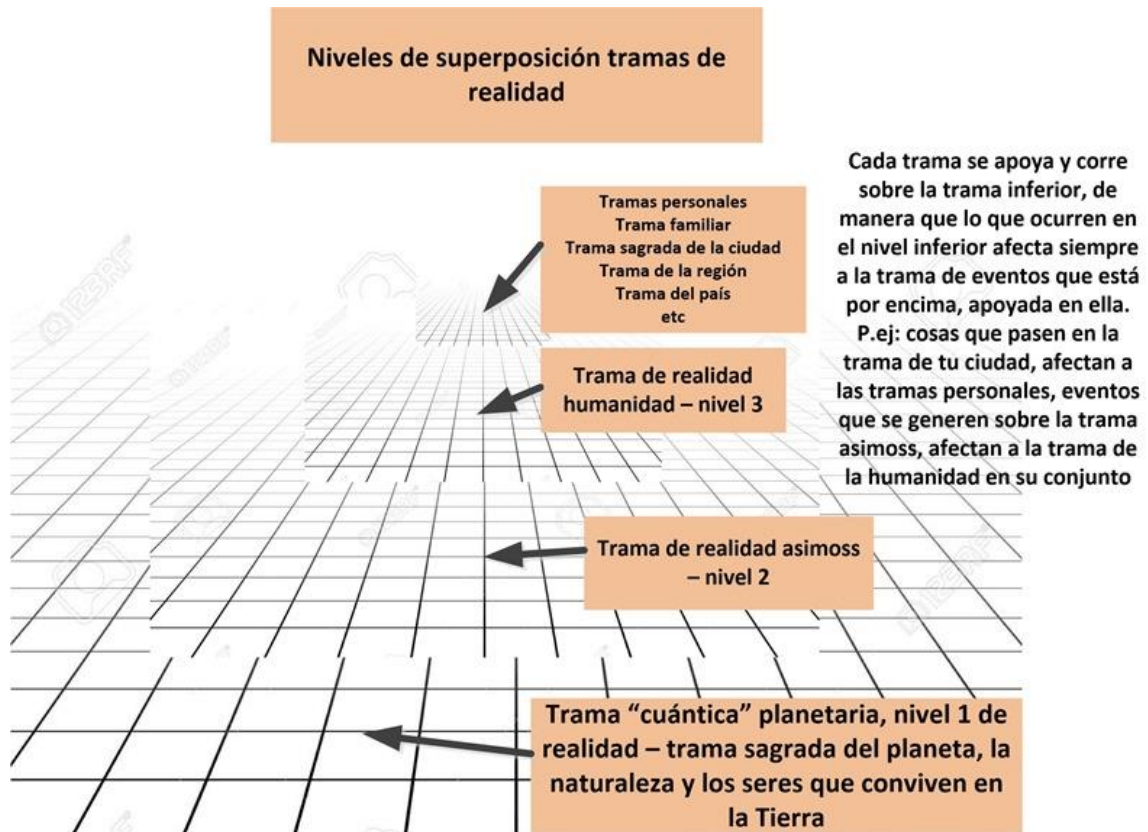 Niveles de superposición tramas de
realidad
Tramas personales
Trama familiar
Trama sagrada de la ciudad
Trama de la región
Trama del país
etc
Cada trama se apoya y corre
sobre la trama inferior, de
manera que lo que ocurren en
el nivel inferior afecta siempre
a la trama de eventos que está
por encima, apoyada en ella.
P.ej: cosas que pasen en la
trama de tu ciudad, afectan a
las tramas personales, eventos
que se generen sobre la trama
asimoss, afectan a la trama de
la humanidad en su conjunto
Trama de realidad
humanidad – nivel 3
Trama de realidad asimoss
– nivel 2
Trama “cuántica” planetaria, nivel 1 de
realidad – trama sagrada del planeta, la
naturaleza y los seres que conviven en
la Tierra
123RF